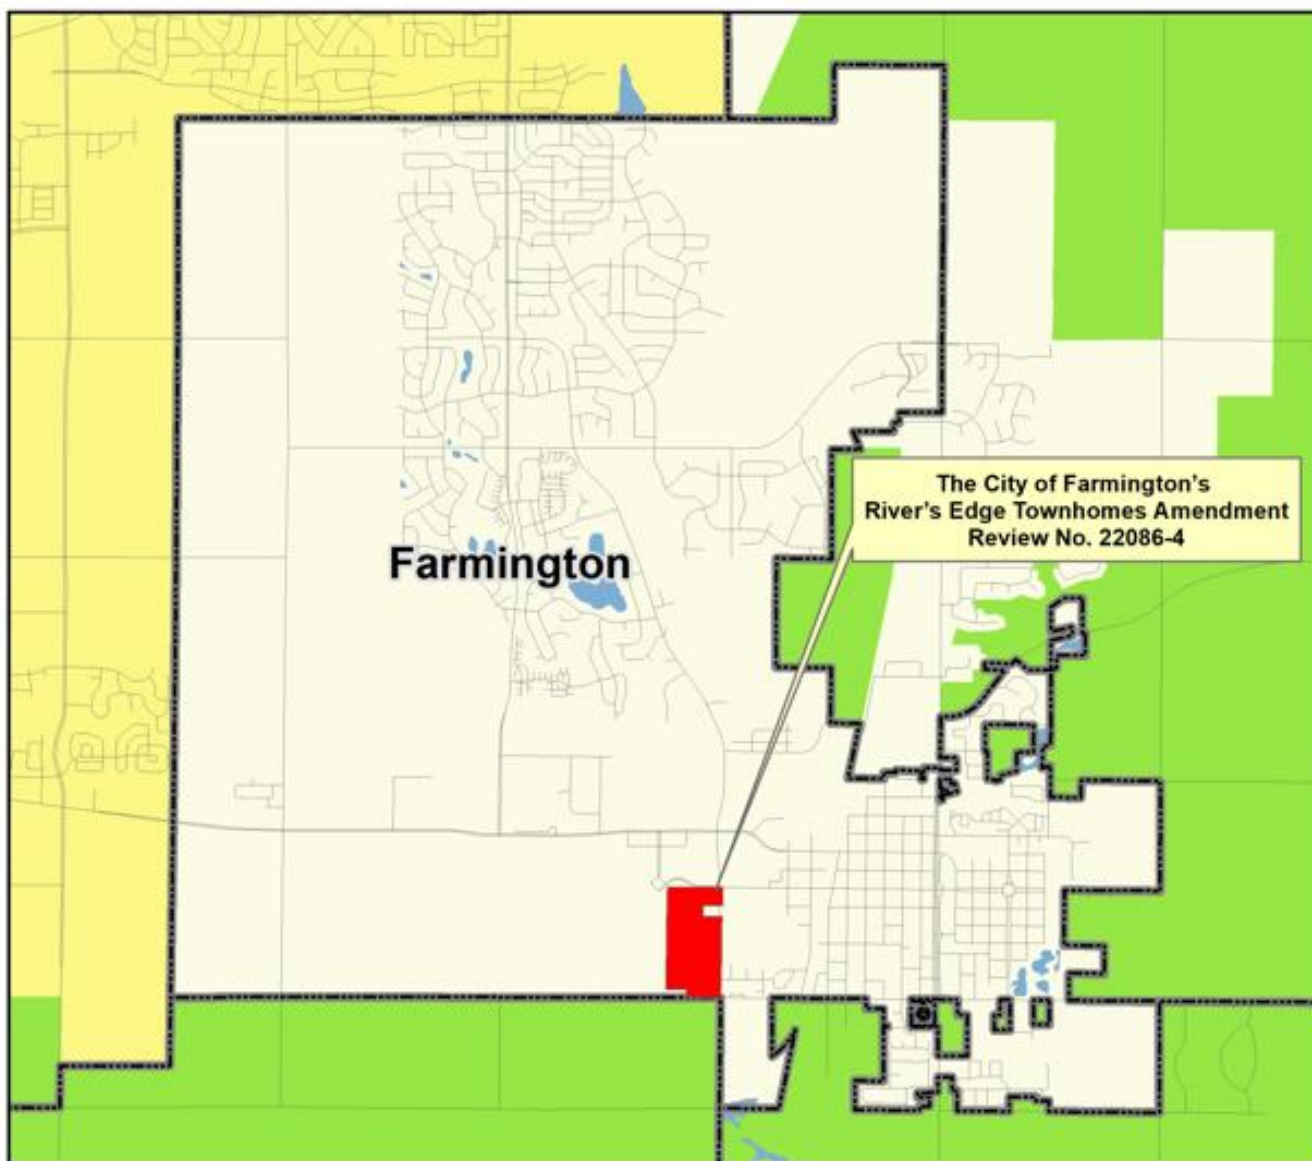 The City of Farmington's
River's Edge Townhomes Amendment
Review No. 22086-4
Farmington